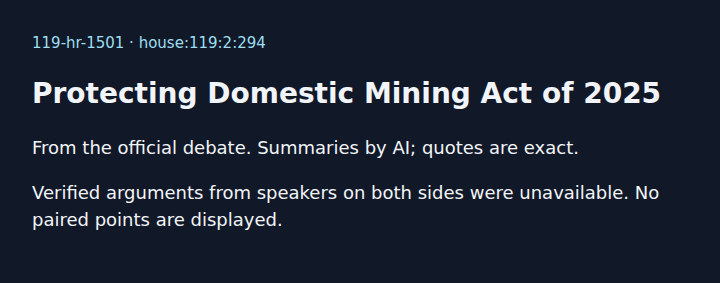 119-hr-1501 · house:119:2:294
Protecting Domestic Mining Act of 2025
From the official debate. Summaries by AI; quotes are exact.
Verified arguments from speakers on both sides were unavailable. No
paired points are displayed.